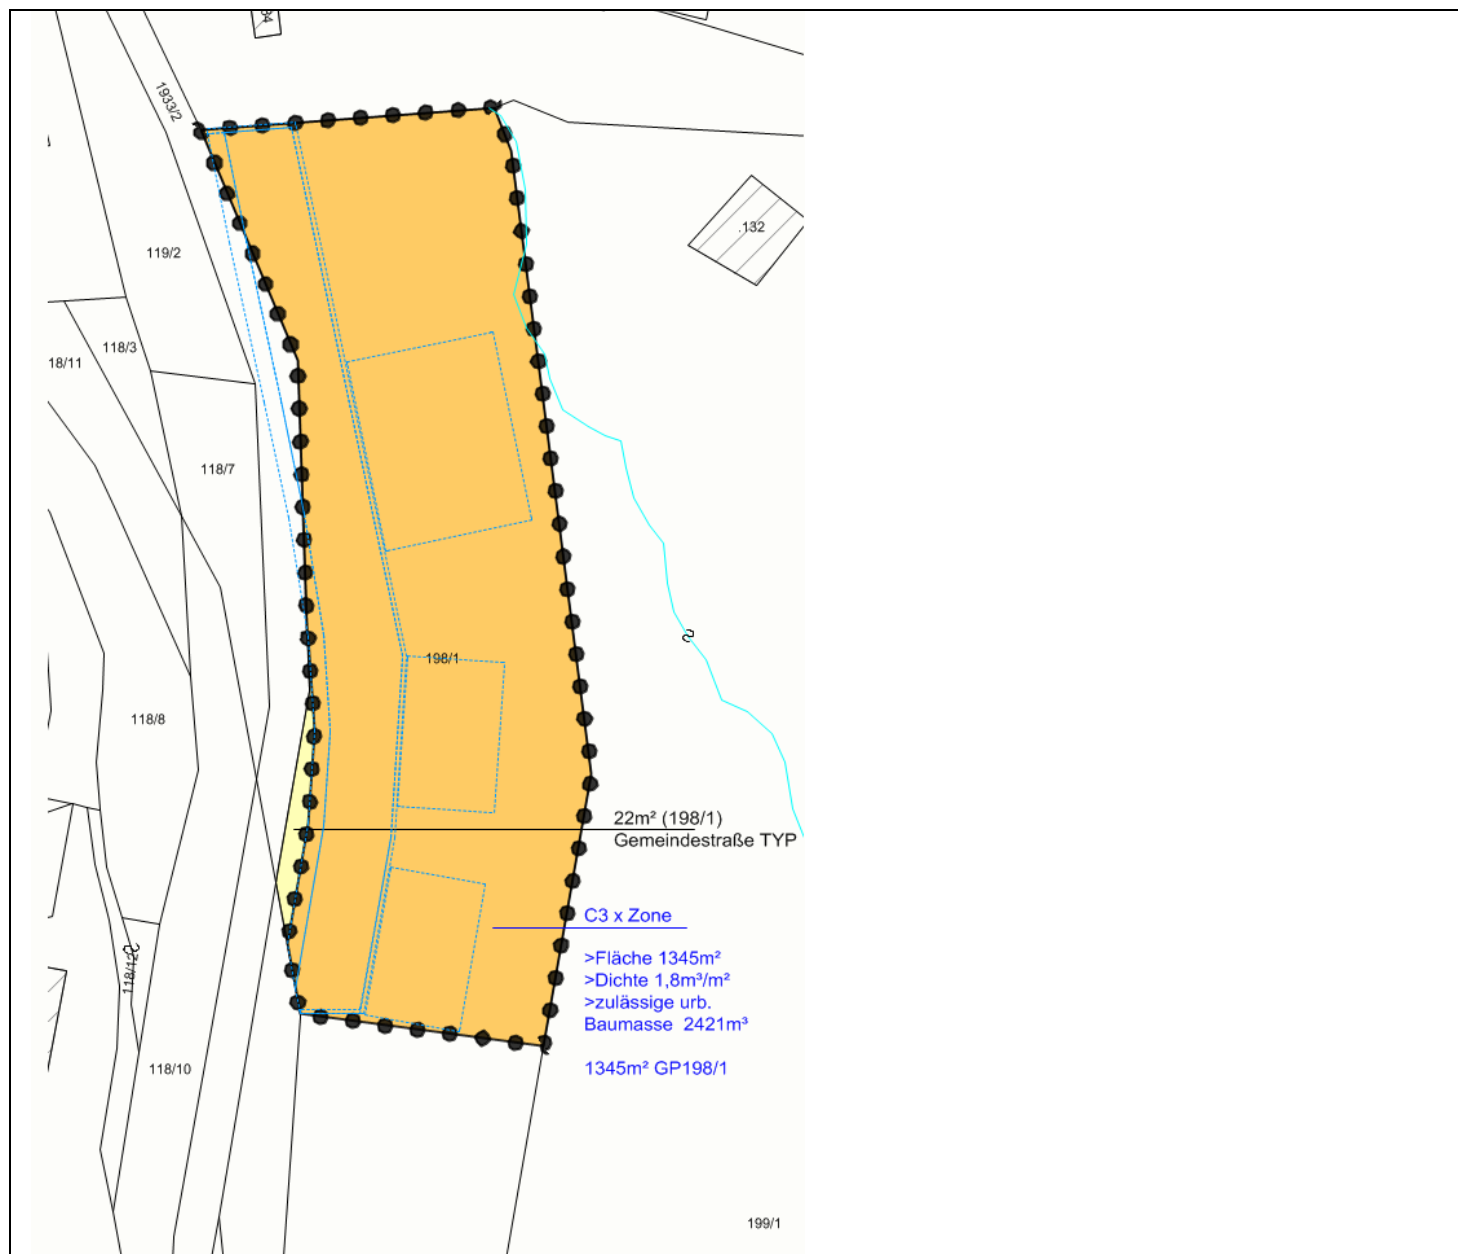 1933/2
.132
119/2
118/3
18/11
118/7
198/1
118/8
22m² (198/1)
Gemeindestraße TYP
C3 x Zone
>Fläche 1345m²
>Dichte 1,8m³/m²
>zulässige urb.
Baumasse 2421m³
1345m² GP198/1
118/12
118/10
199/1